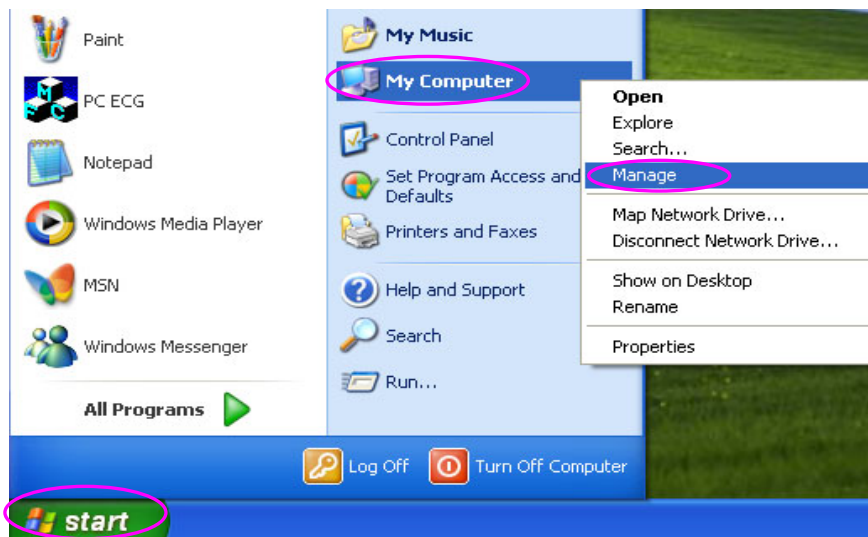 Paint
PC ECG
Notepad
Windows Media Player
MSN
Windows Messenger
All Programs
My Music
My Computer
Control Panel
Set Program Access and
Defaults
Printers and Faxes
Help and Support
Search
Run...
Open
Explore
Search...
Manage
Map Network Drive...
Disconnect Network Drive...
Show on Desktop
Rename
Properties
Log Off
Turn Off Computer
start